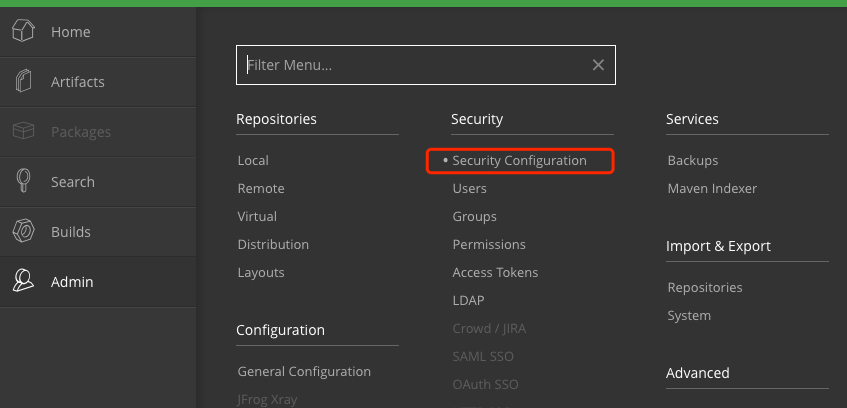 Home
Artifacts
Packages
Search
Builds
Admin
Filter Menu...
Repositories
Local
Remote
Virtual
Distribution
Layouts
Configuration
General Configuration
JFrog Xray
Security
• Security Configuration
Users
Groups
Permissions
Access Tokens
LDAP
Crowd / JIRA
SAML SSO
OAuth SSO
Services
Backups
Maven Indexer
Import & Export
Repositories
System
Advanced